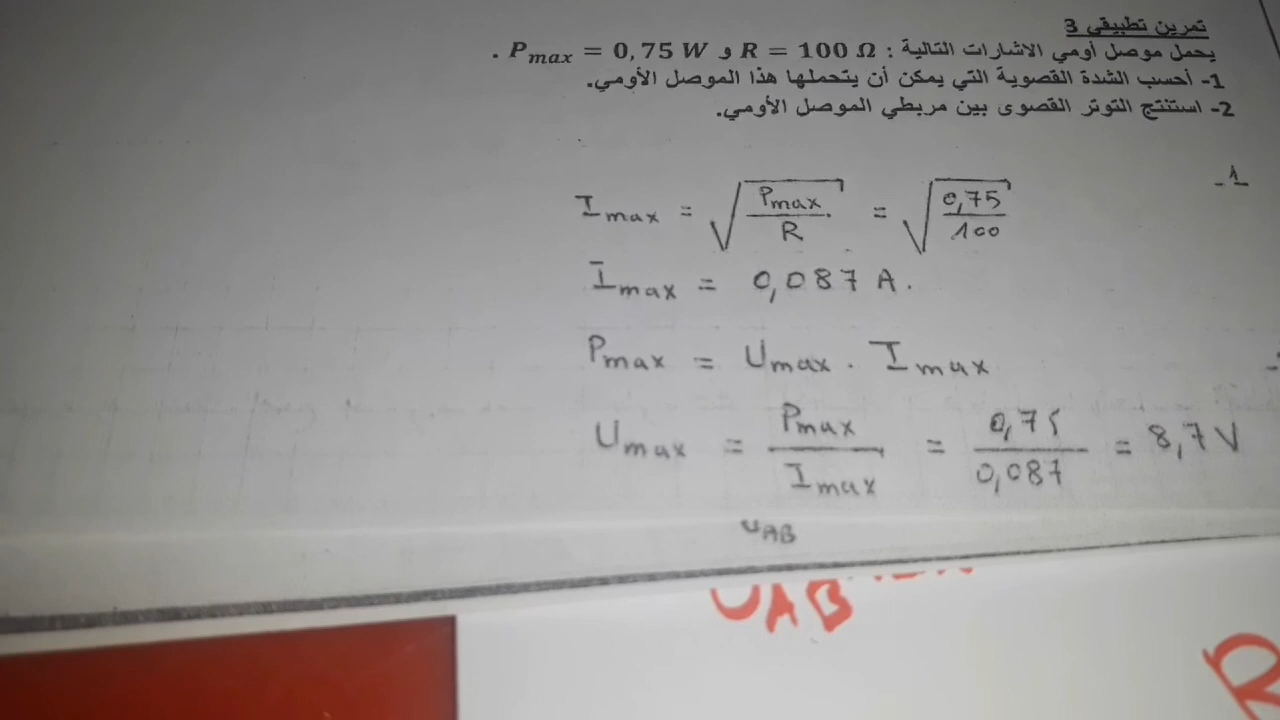 تمرين تطبيقي 3
يحمل موصل أومي الاشارات التالية : R = 100 Ω و P_max = 0,75 W .
1- أحسب الشدة القصوية التي يمكن أن يتحملها هذا الموصل الأومي.
2- استنتج التوتر القصوى بين مربطي الموصل الأومي.
-1
I_max = √(P_max / R) = √(0,75 / 100)
I_max = 0,087 A.
P_max = U_max . I_max
U_max = P_max / I_max = 0,75 / 0,087 = 8,7 V
U_AB
UAB